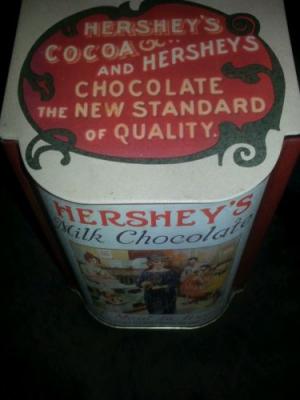 HERSHEY'S
COCOA
AND HERSHEYS
CHOCOLATE
THE NEW STANDARD
OF QUALITY.
HERSHEY'S
Milk Chocolate